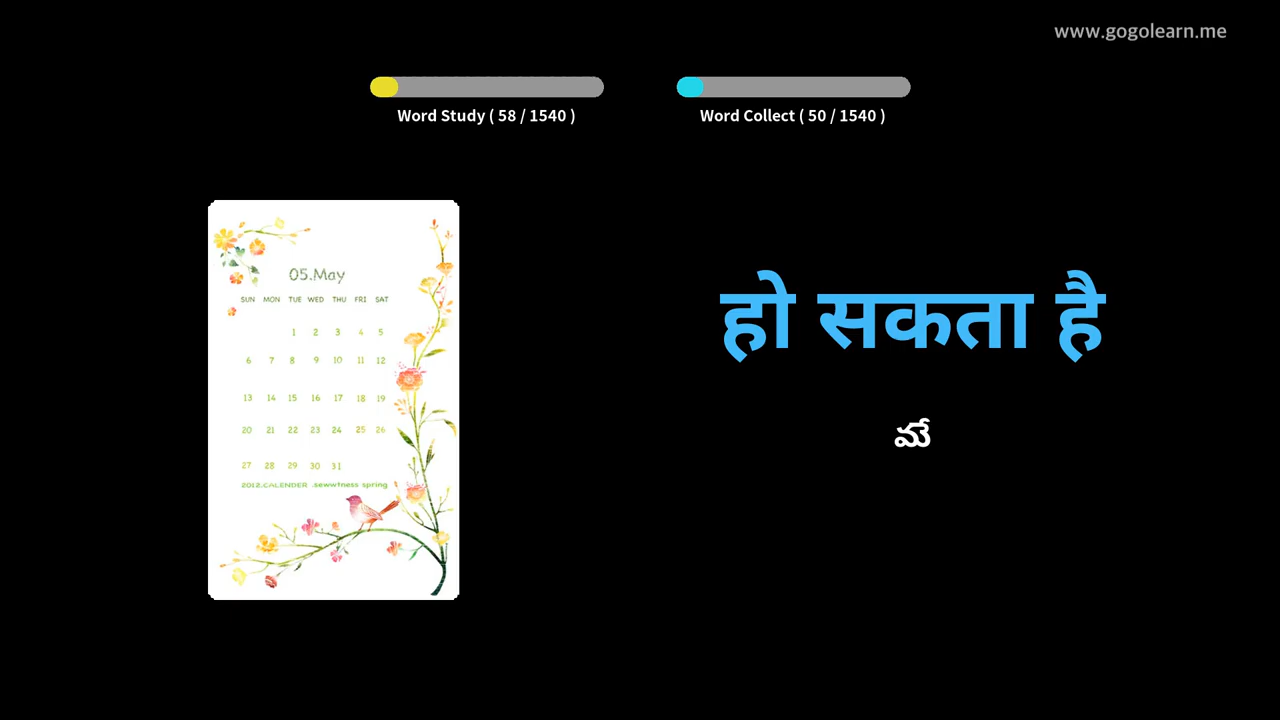 www.gogolearn.me
Word Study ( 58 / 1540 )
Word Collect ( 50 / 1540 )
05.May
SUN MON TUE WED THU FRI SAT
1 2 3 4 5
6 7 8 9 10 11 12
13 14 15 16 17 18 19
20 21 22 23 24 25 26
27 28 29 30 31
2012.CALENDER .sewwtness spring
हो सकता है
మే